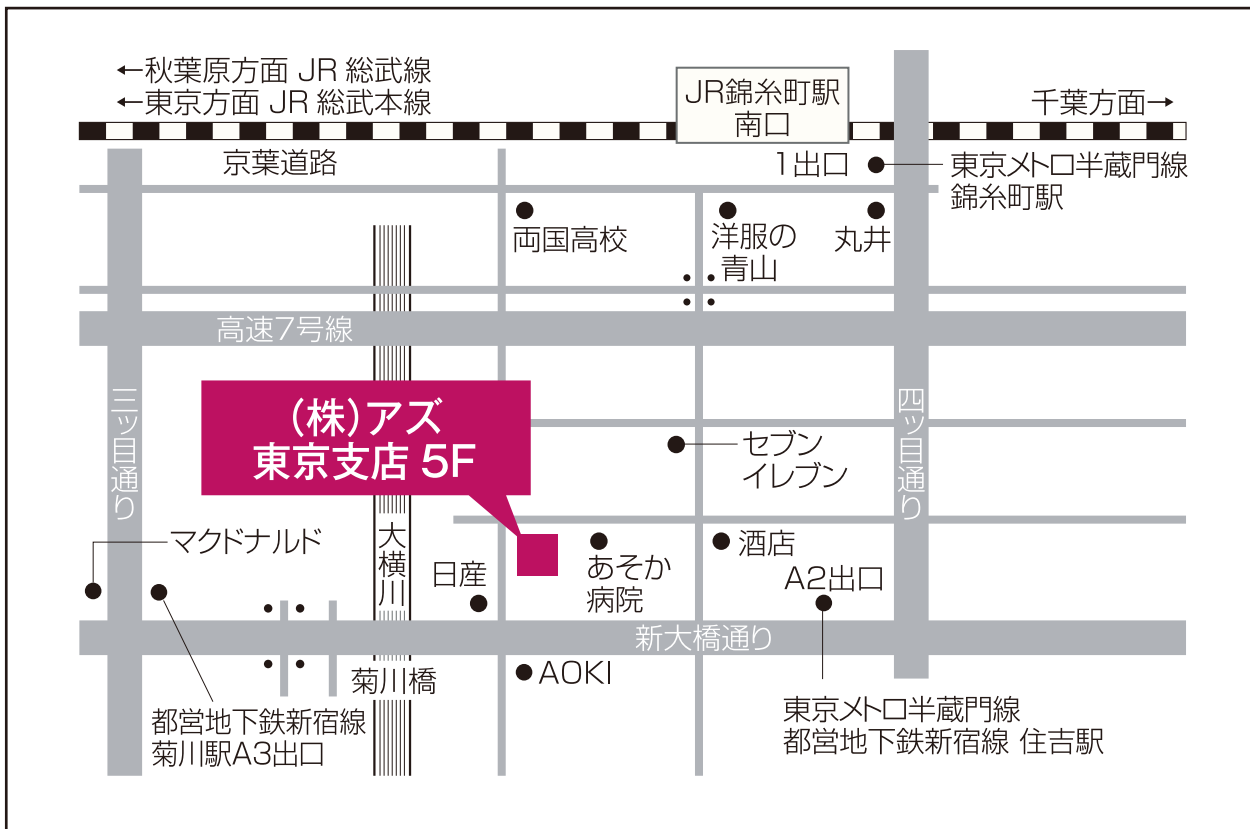 ←秋葉原方面 JR 総武線
←東京方面 JR 総武本線
JR錦糸町駅
南口
千葉方面→
京葉道路
1出口
東京メトロ半蔵門線
錦糸町駅
両国高校
洋服の
青山
丸井
高速7号線
三ッ目通り
四ッ目通り
(株)アズ
東京支店 5F
セブン
イレブン
マクドナルド
大横川
日産
あそか
病院
酒店
A2出口
新大橋通り
菊川橋
AOKI
都営地下鉄新宿線
菊川駅A3出口
東京メトロ半蔵門線
都営地下鉄新宿線 住吉駅